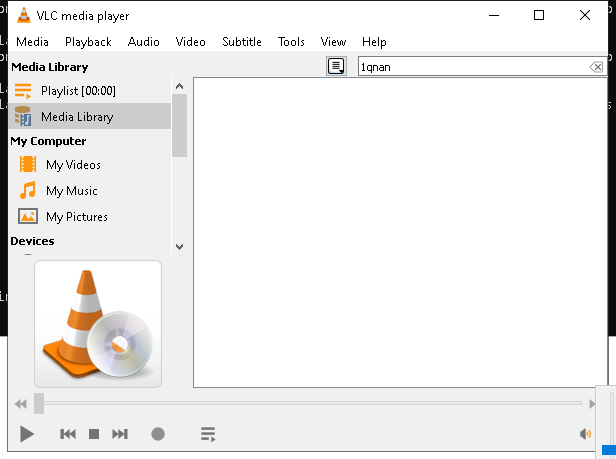 VLC media player
Media Playback Audio Video Subtitle Tools View Help
Media Library
1qnan
Playlist [00:00]
Media Library
My Computer
My Videos
My Music
My Pictures
Devices